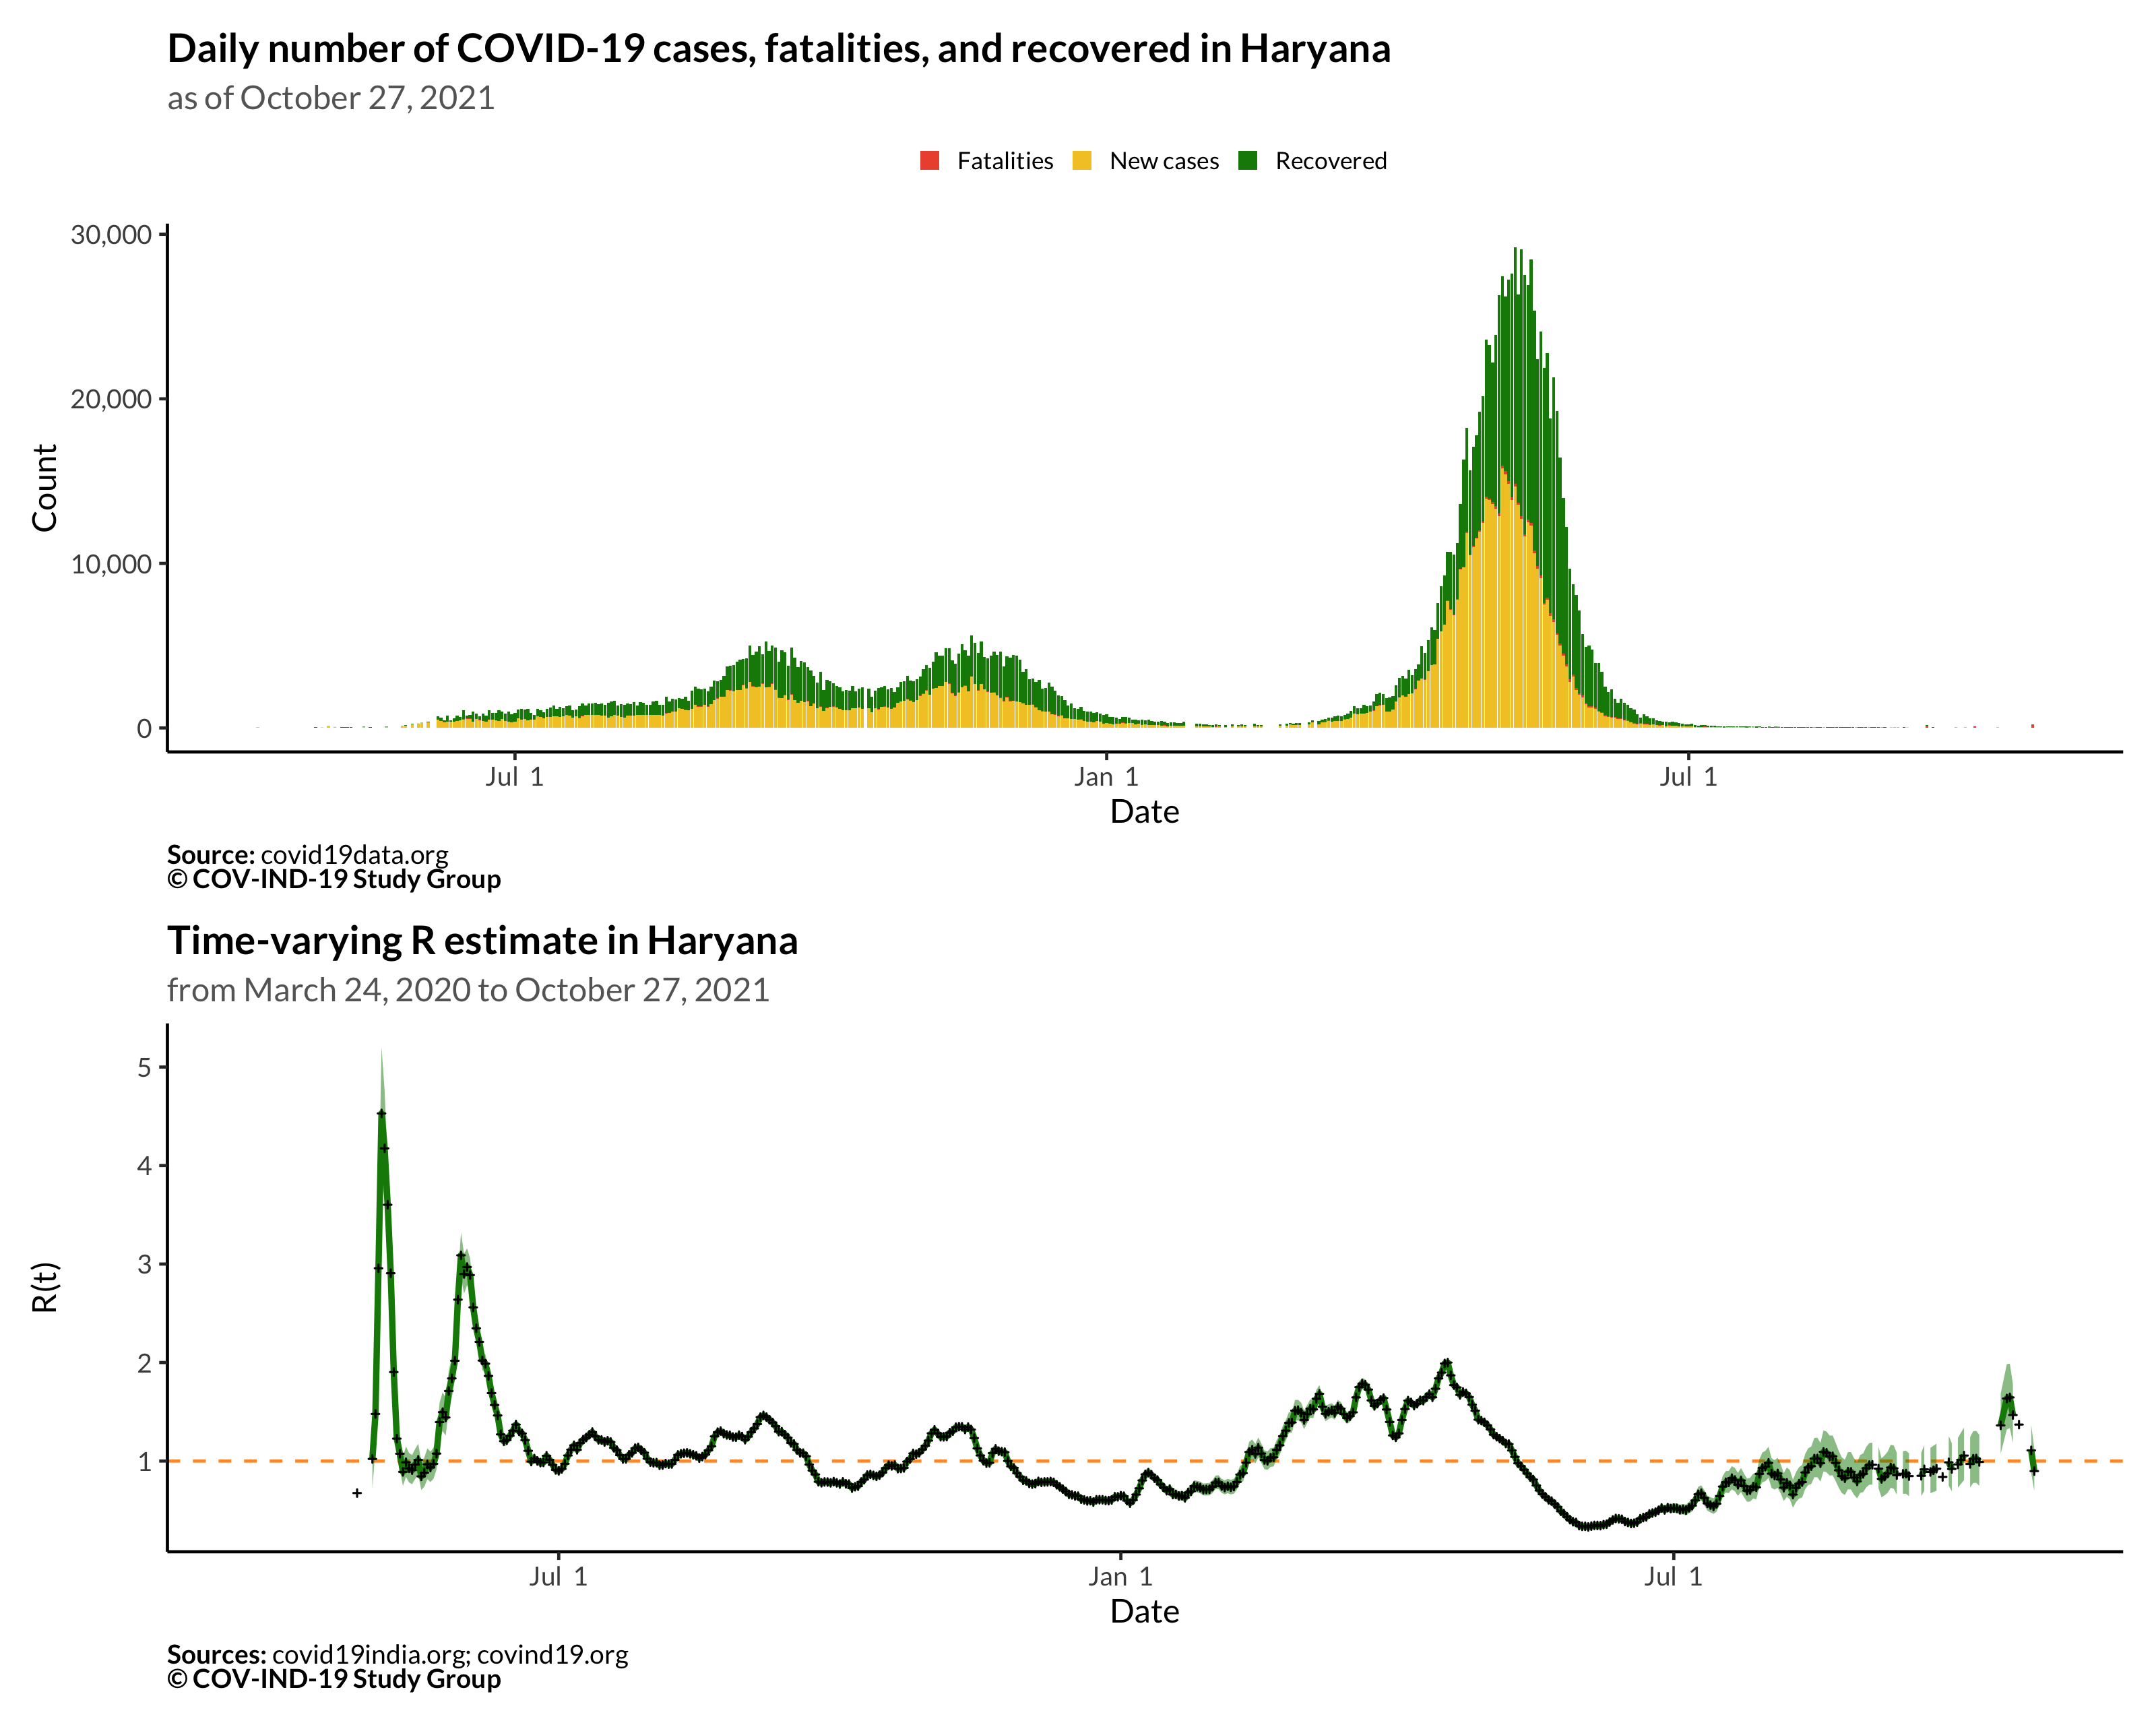 Daily number of COVID-19 cases, fatalities, and recovered in Haryana
as of October 27, 2021
Fatalities New cases Recovered
30,000
20,000
10,000
0
Count
Jul 1 Jan 1 Jul 1
Date
Source: covid19data.org
© COV-IND-19 Study Group
Time-varying R estimate in Haryana
from March 24, 2020 to October 27, 2021
5
4
3
2
1
R(t)
Jul 1 Jan 1 Jul 1
Date
Sources: covid19india.org; covind19.org
© COV-IND-19 Study Group